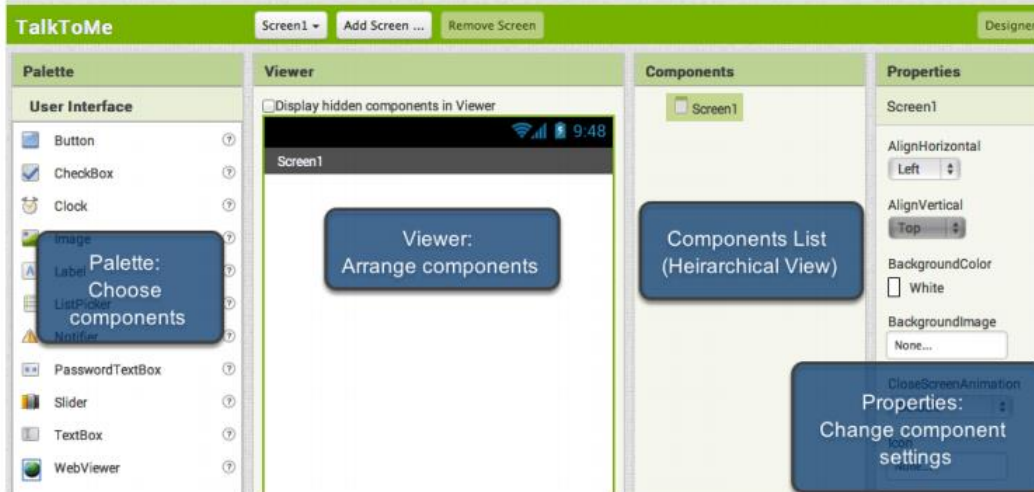 TalkToMe
Screen1
Add Screen ...
Remove Screen
Designer
Palette
User Interface
Button
CheckBox
Clock
Image
Label
ListPicker
Notifier
PasswordTextBox
Slider
TextBox
WebViewer
Palette:
Choose
components
Viewer
Display hidden components in Viewer
9:48
Screen1
Viewer:
Arrange components
Components
Screen1
Components List
(Heirarchical View)
Properties
Screen1
AlignHorizontal
Left
AlignVertical
Top
BackgroundColor
White
BackgroundImage
None...
CloseScreenAnimation
Icon
None...
Properties:
Change component
settings